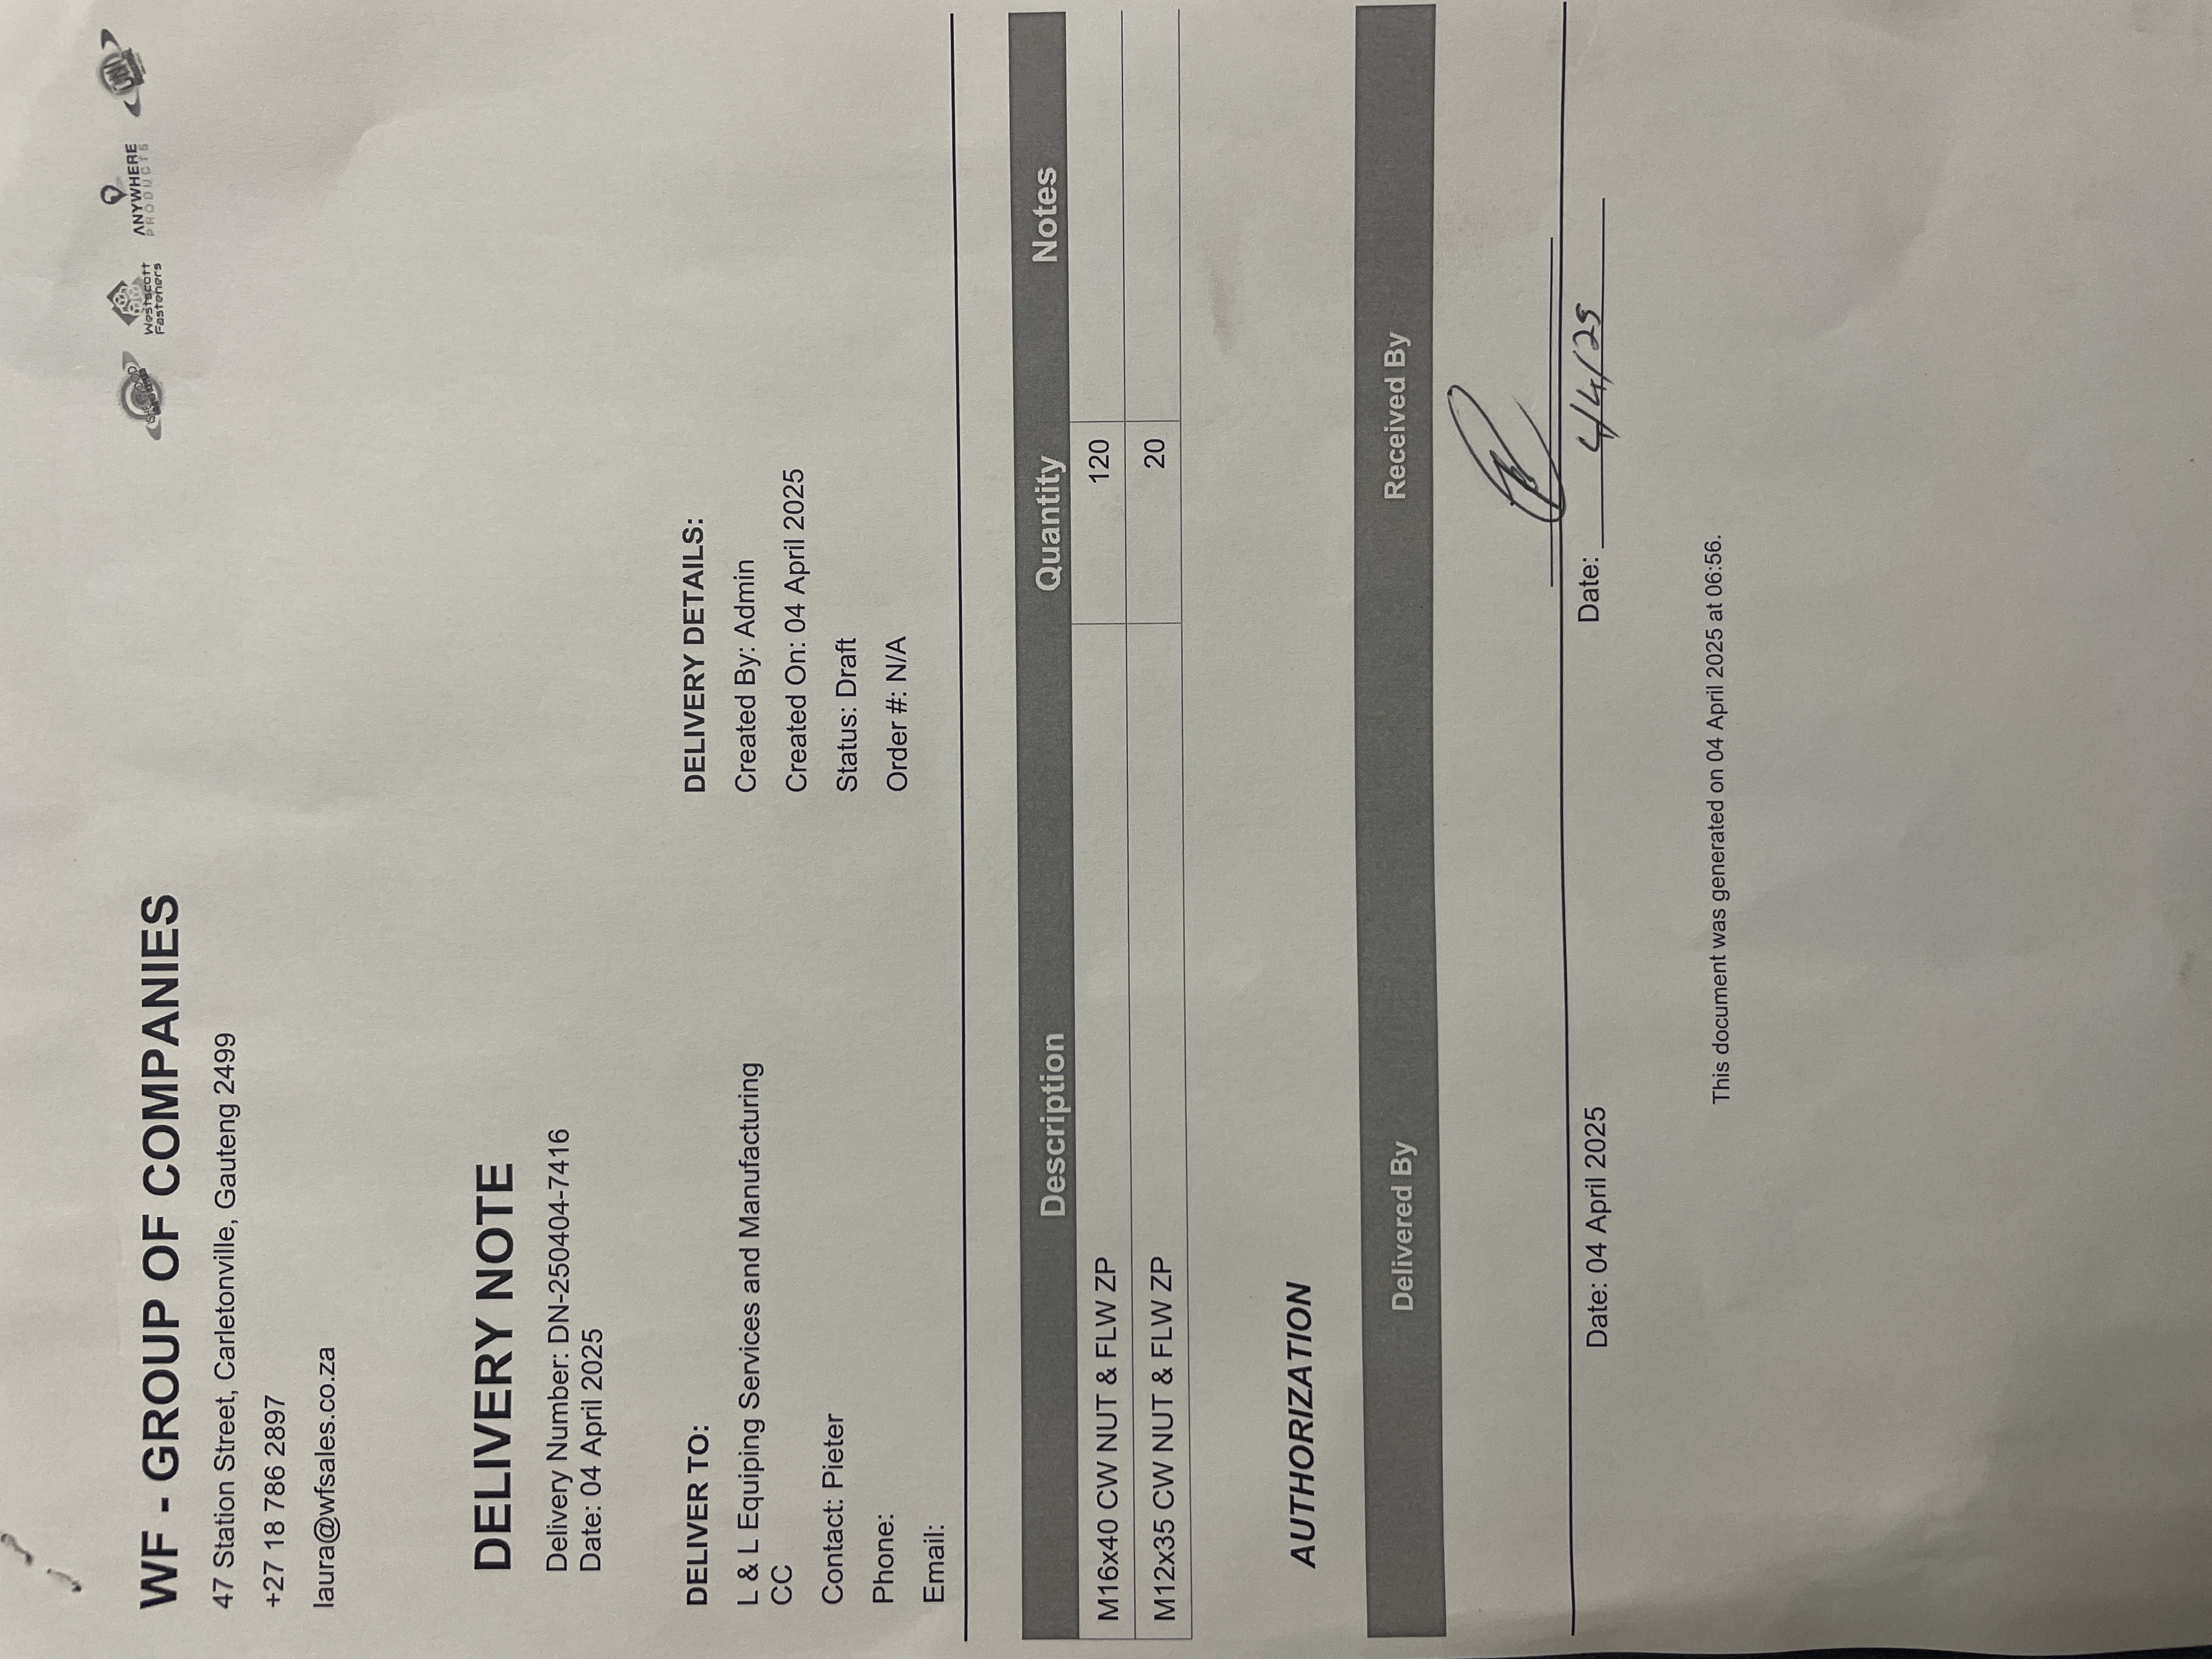 WF - GROUP OF COMPANIES
47 Station Street, Carletonville, Gauteng 2499
+27 18 786 2897
laura@wfsales.co.za
Westscott
Fasteners
ANYWHERE
PRODUCTS
DELIVERY NOTE
Delivery Number: DN-250404-7416
Date: 04 April 2025
DELIVER TO:
L & L Equiping Services and Manufacturing
CC
Contact: Pieter
Phone:
Email:
DELIVERY DETAILS:
Created By: Admin
Created On: 04 April 2025
Status: Draft
Order #: N/A
Description Quantity Notes
M16x40 CW NUT & FLW ZP 120
M12x35 CW NUT & FLW ZP 20
AUTHORIZATION
Delivered By Received By
Date: 04 April 2025 Date: 4/4/25
This document was generated on 04 April 2025 at 06:56.